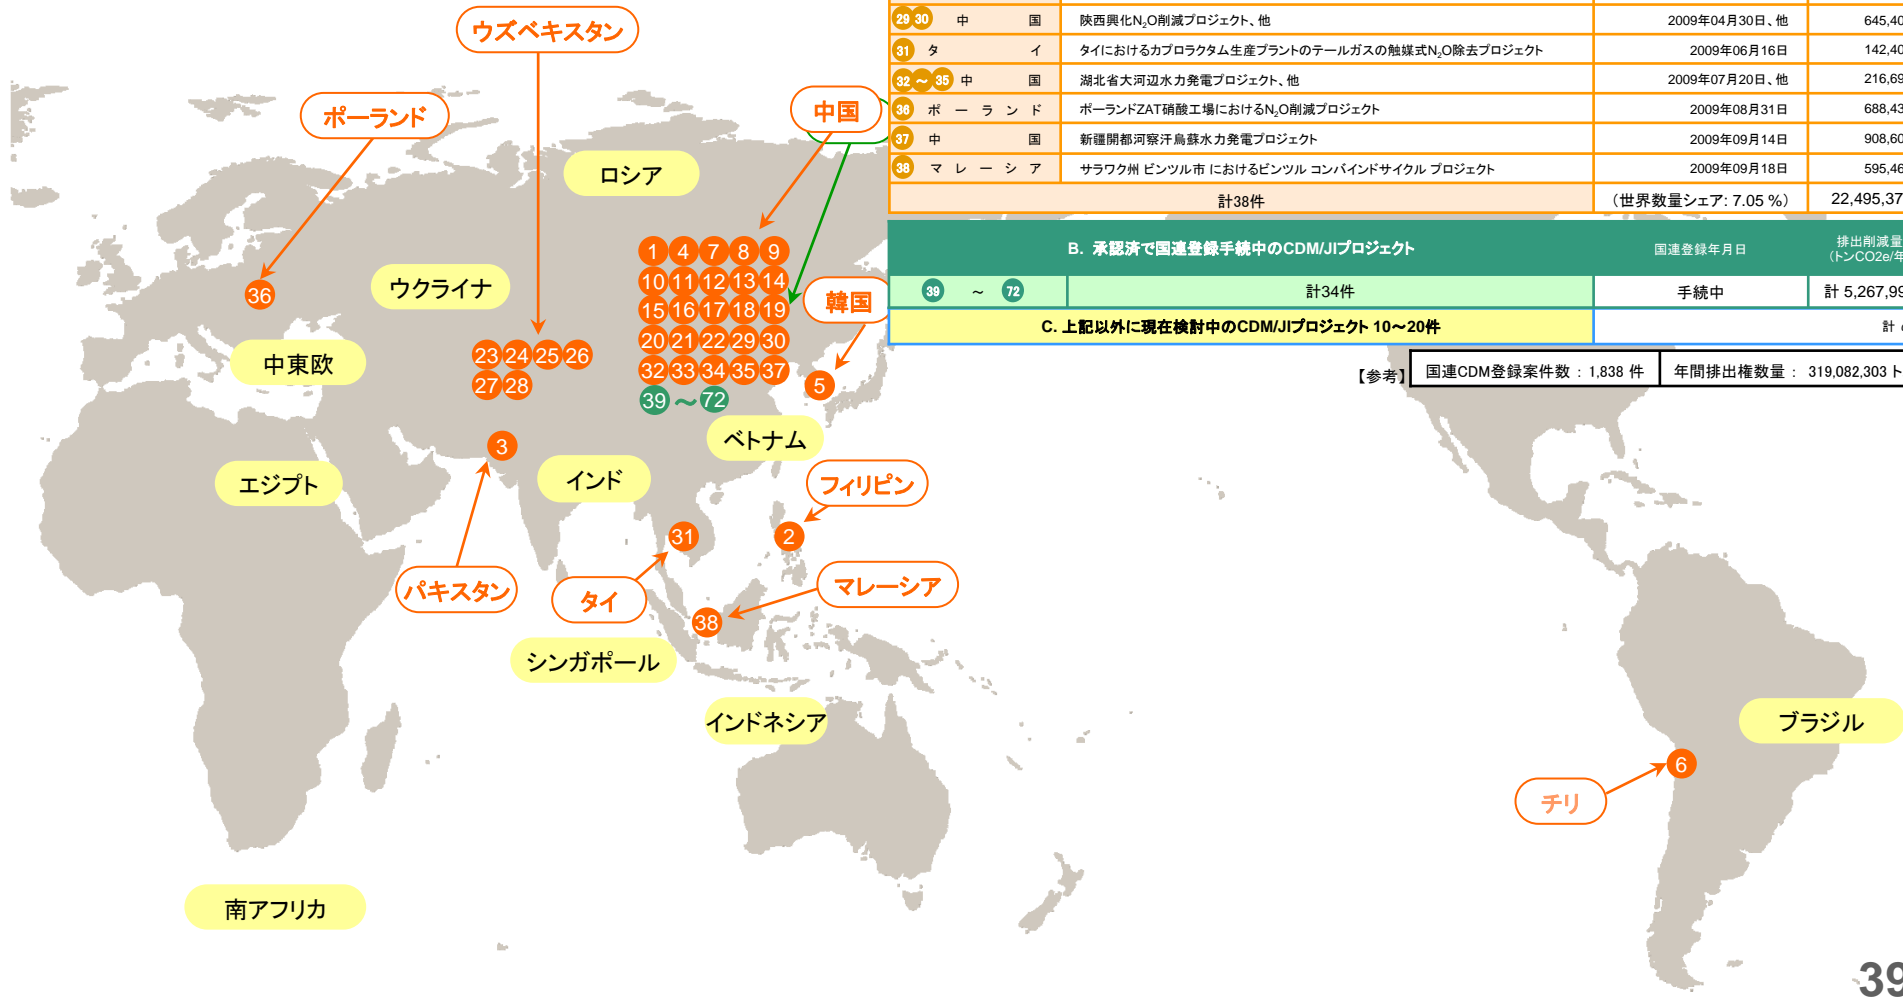 29 30 中国 陝西興化N₂O削減プロジェクト、他 2009年04月30日、他 645,40
31 タイ タイにおけるカプロラクタム生産プラントのテールガスの触媒式N₂O除去プロジェクト 2009年06月16日 142,40
32 ～ 35 中国 湖北省大河辺水力発電プロジェクト、他 2009年07月20日、他 216,69
36 ポーランド ポーランドZAT硝酸工場におけるN₂O削減プロジェクト 2009年08月31日 688,43
37 中国 新疆開都河察汗烏蘇水力発電プロジェクト 2009年09月14日 908,60
38 マレーシア サラワク州 ビンツル市 におけるビンツル コンバインドサイクル プロジェクト 2009年09月18日 595,46
計38件 （世界数量シェア: 7.05 %） 22,495,37
B. 承認済で国連登録手続中のCDM/JIプロジェクト 国連登録年月日 排出削減量
（トンCO2e/年
39 ～ 72 計34件 手続中 計 5,267,99
C. 上記以外に現在検討中のCDM/JIプロジェクト 10～20件 計
【参考】 国連CDM登録案件数 : 1,838 件 年間排出権数量 : 319,082,303 ト
ウズベキスタン
ポーランド
中国
ロシア
1 4 7 8 9
10 11 12 13 14
15 16 17 18 19
20 21 22 29 30
32 33 34 35 37
39 ～ 72
36
ウクライナ
韓国
5
中東欧
23 24 25 26
27 28
ベトナム
3
エジプト
インド
フィリピン
31
2
パキスタン
タイ
マレーシア
38
シンガポール
インドネシア
ブラジル
6
チリ
南アフリカ
39